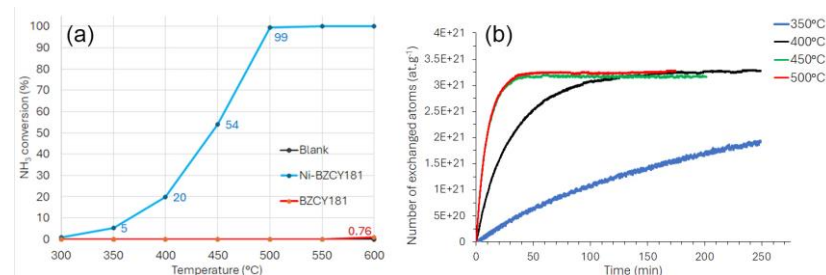 (a)
NH3 conversion (%)
100
90
80
70
60
50
40
30
20
10
0
99
54
20
5
0.76
Blank
Ni-BZCY181
BZCY181
300
350
400
450
500
550
600
Temperature (ºC)
(b)
Number of exchanged atoms (at.g⁻¹)
4E+21
3.5E+21
3E+21
2.5E+21
2E+21
1.5E+21
1E+21
5E+20
0
0
50
100
150
200
250
300
Time (min)
350ºC
400ºC
450ºC
500ºC